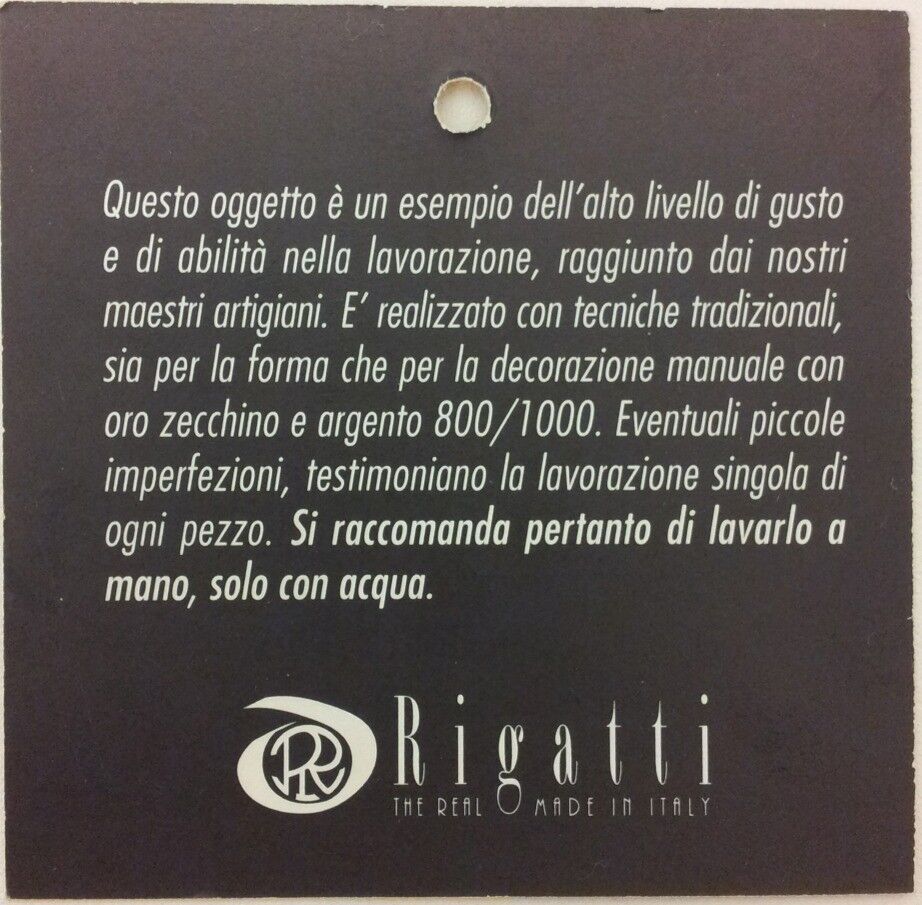 Questo oggetto è un esempio dell'alto livello di gusto
e di abilità nella lavorazione, raggiunto dai nostri
maestri artigiani. E' realizzato con tecniche tradizionali,
sia per la forma che per la decorazione manuale con
oro zecchino e argento 800/1000. Eventuali piccole
imperfezioni, testimoniano la lavorazione singola di
ogni pezzo. Si raccomanda pertanto di lavarlo a
mano, solo con acqua.
Rigatti
THE REAL MADE IN ITALY